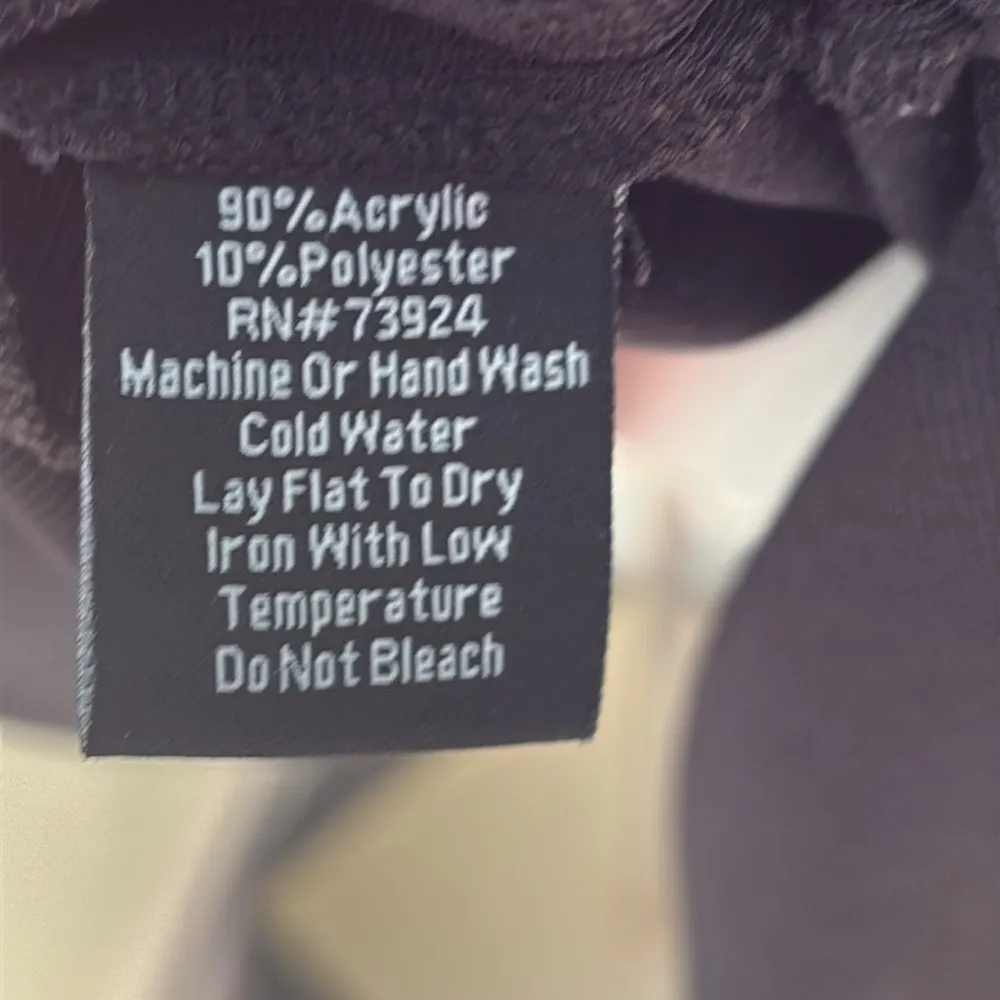 90%Acrylic
10%Polyester
RN#73924
Machine Or Hand Wash
Cold Water
Lay Flat To Dry
Iron With Low
Temperature
Do Not Bleach